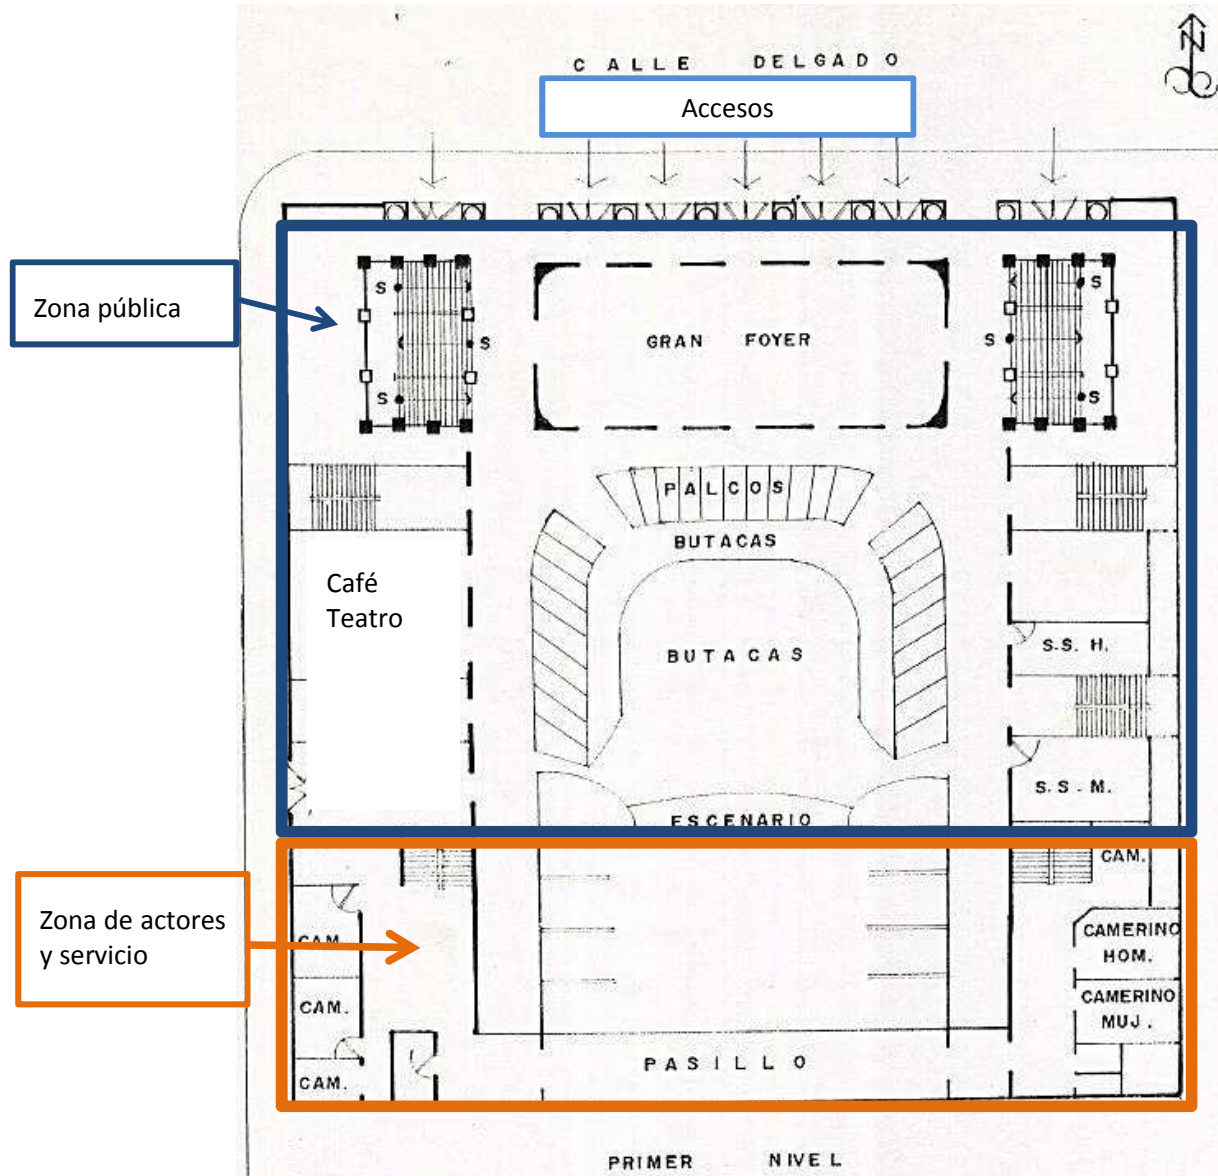 N
CALLE DELGADO
Accesos
Zona pública
S
S
S
S
S
S
GRAN FOYER
PALCOS
BUTACAS
Café
Teatro
BUTACAS
S.S. H.
S.S.M.
ESCENARIO
CAM.
Zona de actores
y servicio
CAM.
CAMERINO
HOM.
CAM.
CAMERINO
MUJ.
PASILLO
CAM.
PRIMER NIVEL